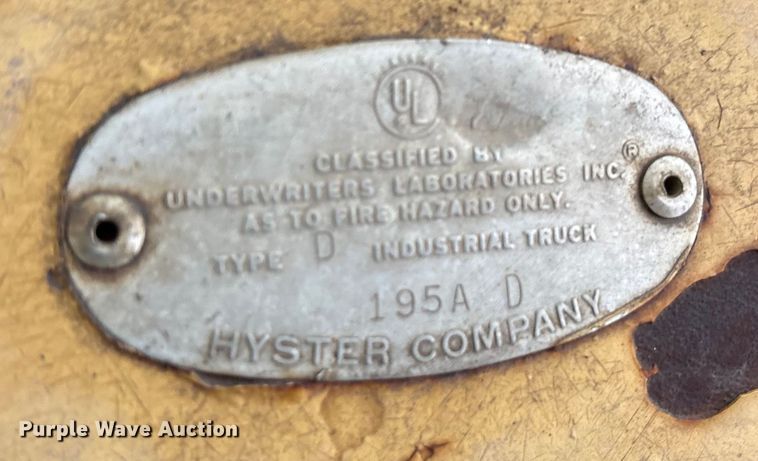 UL
CLASSIFIED BY
UNDERWRITERS LABORATORIES INC.®
AS TO FIRE HAZARD ONLY.
TYPE D INDUSTRIAL TRUCK
195A D
HYSTER COMPANY
Purple Wave Auction